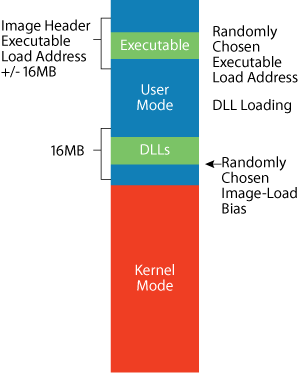 Image Header
Executable
Load Address
+/- 16MB
Executable
Randomly
Chosen
Executable
Load Address
User
Mode
DLL Loading
16MB
DLLs
Randomly
Chosen
Image-Load
Bias
Kernel
Mode